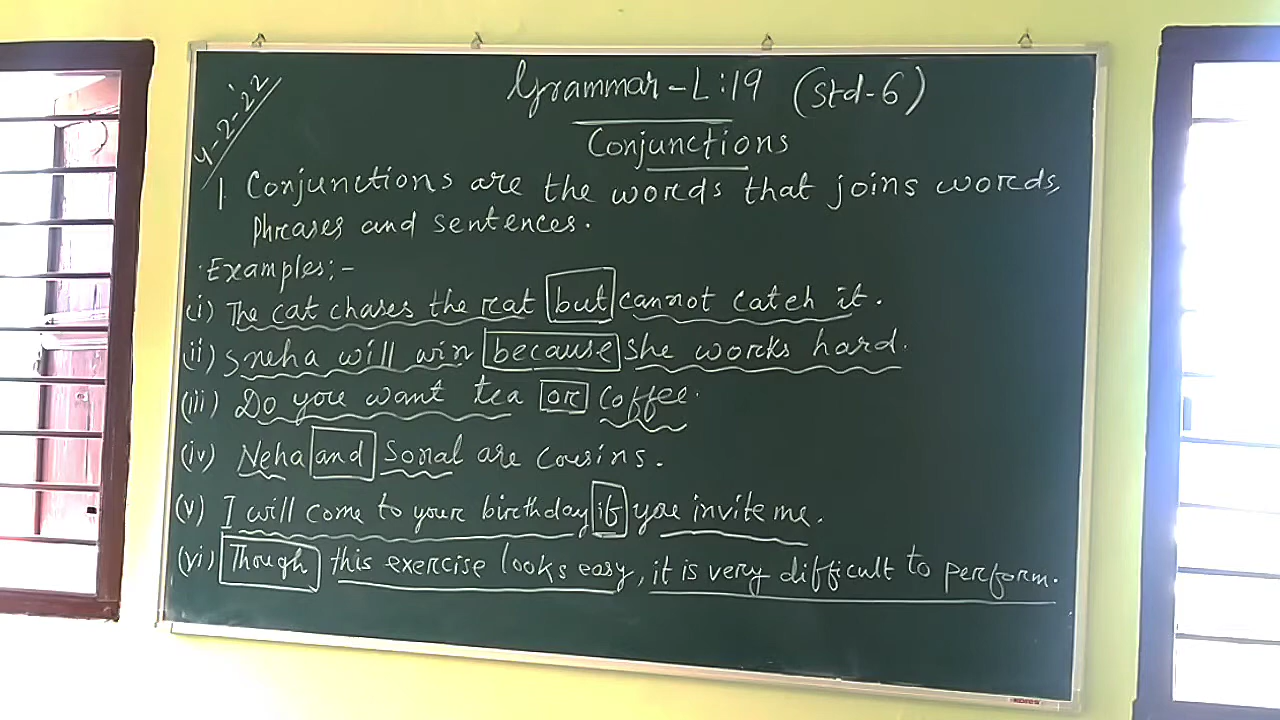 4-2-22
Grammar - L:19 (Std-6)
Conjunctions
1. Conjunctions are the words that joins words,
Phrases and sentences.
Examples:-
(i) The cat chases the rat but cannot catch it.
(ii) Sneha will win because she works hard.
(iii) Do you want tea or Coffee.
(iv) Neha and Sonal are cousins.
(v) I will come to your birthday if you invite me.
(vi) Though this exercise looks easy, it is very difficult to perform.